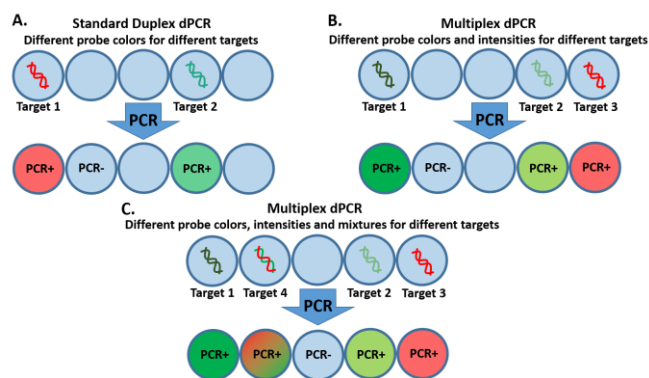 A.
Standard Duplex dPCR
Different probe colors for different targets
Target 1
Target 2
PCR
PCR+
PCR-
PCR+
B.
Multiplex dPCR
Different probe colors and intensities for different targets
Target 1
Target 2
Target 3
PCR
PCR+
PCR-
PCR+
PCR+
C.
Multiplex dPCR
Different probe colors, intensities and mixtures for different targets
Target 1
Target 4
Target 2
Target 3
PCR
PCR+
PCR+
PCR-
PCR+
PCR+